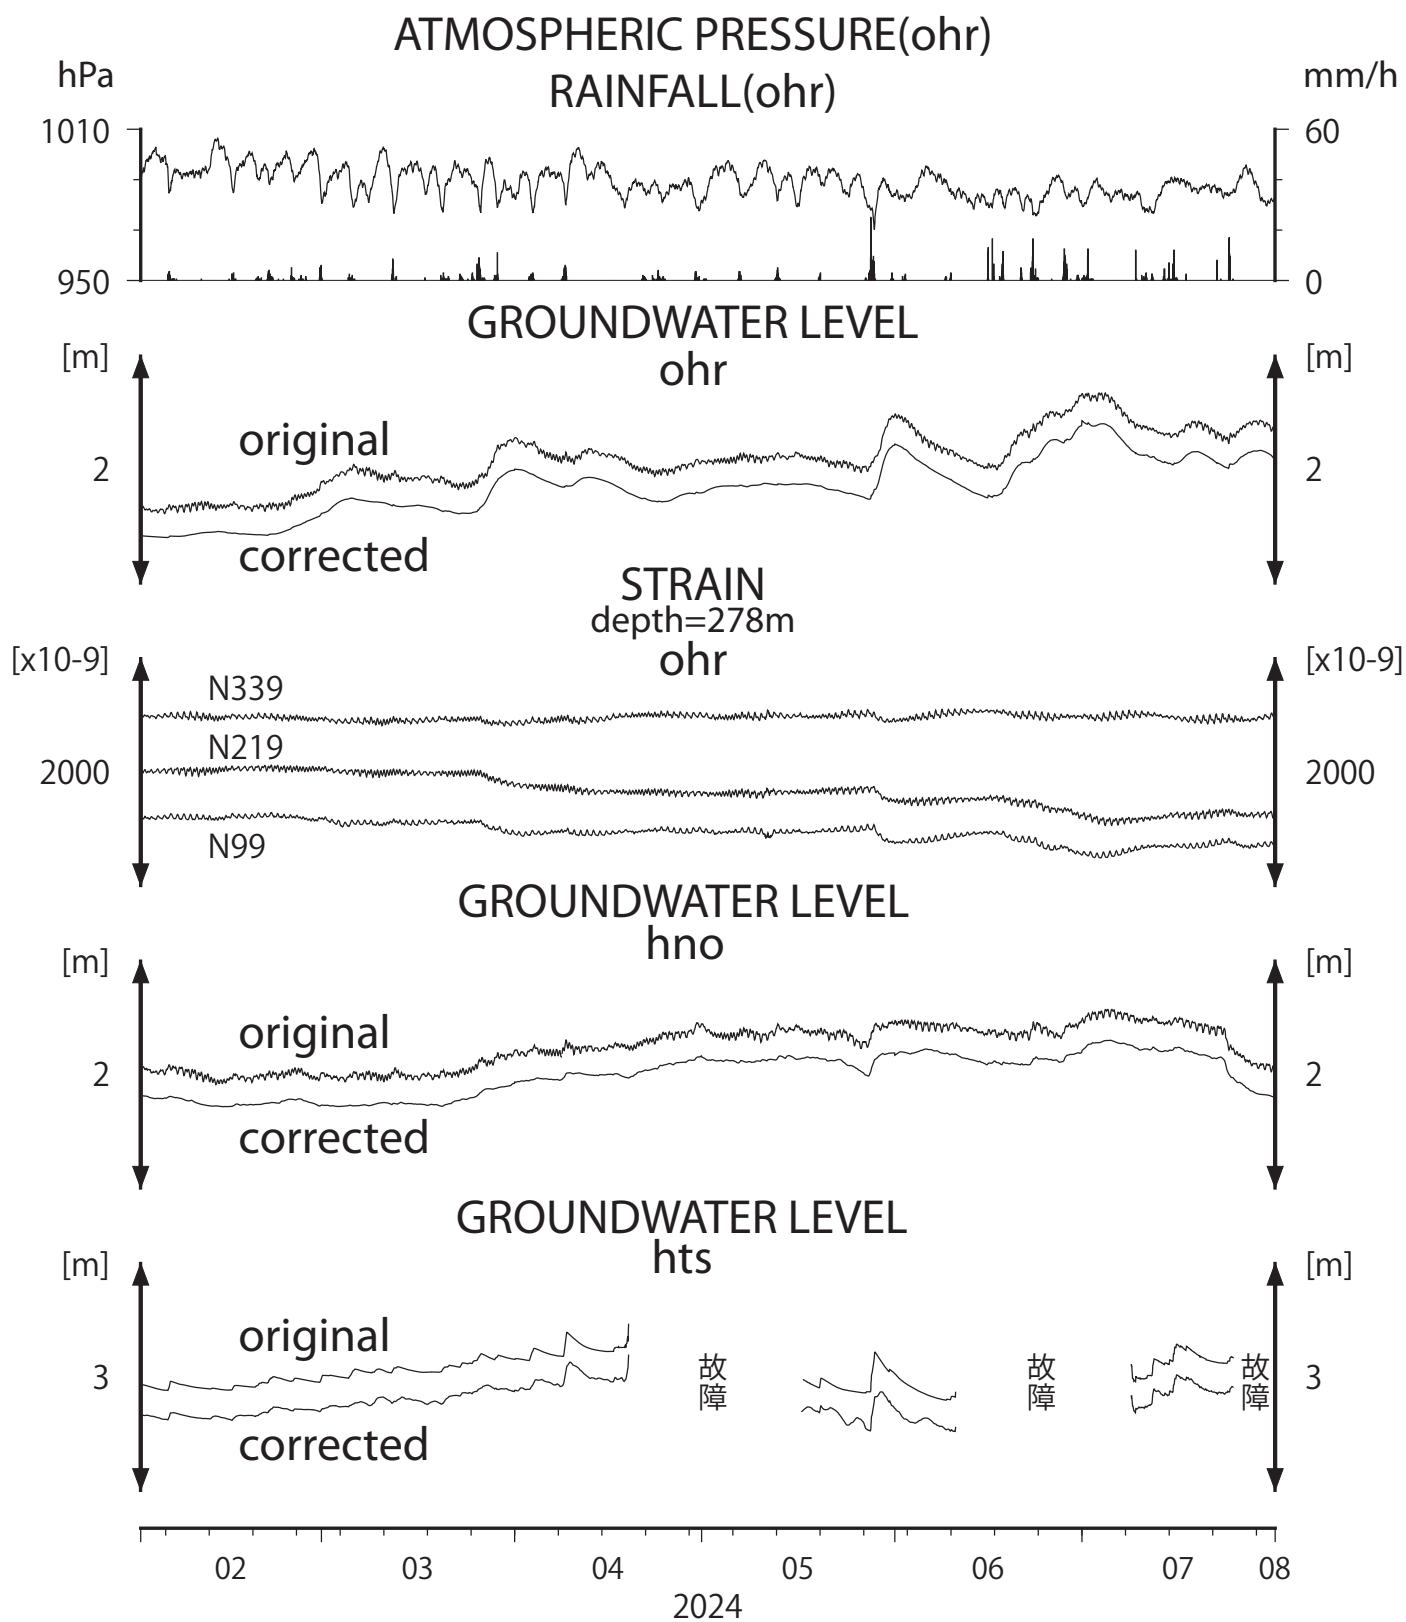 ATMOSPHERIC PRESSURE(ohr)
hPa
mm/h
RAINFALL(ohr)
1010
60
950
0
GROUNDWATER LEVEL
[m]
[m]
ohr
original
2
2
corrected
STRAIN
depth=278m
[x10-9]
[x10-9]
ohr
N339
N219
2000
2000
N99
GROUNDWATER LEVEL
hno
[m]
[m]
original
2
2
corrected
GROUNDWATER LEVEL
hts
[m]
[m]
original
3
故障
故障
故障
3
corrected
02 03 04 05 06 07 08
2024